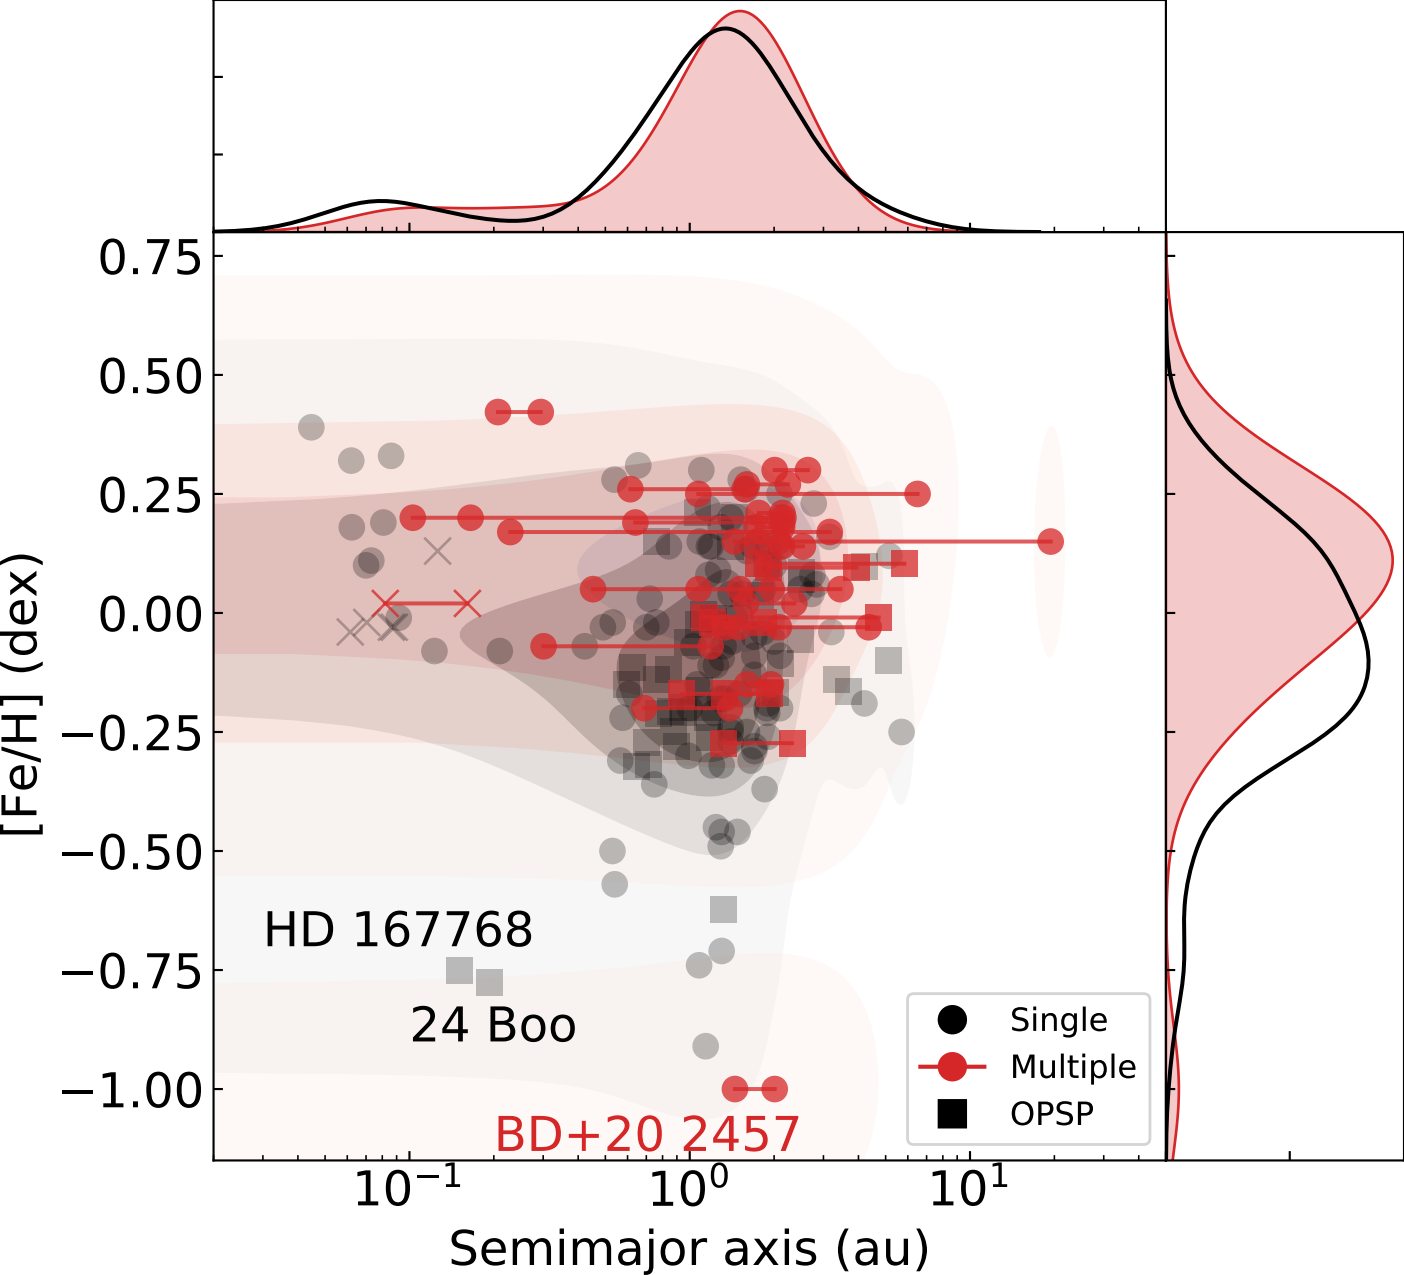 0.75
0.50
0.25
0.00
−0.25
−0.50
−0.75
−1.00
[Fe/H] (dex)
HD 167768
24 Boo
BD+20 2457
Single
Multiple
OPSP
10⁻¹
10⁰
10¹
Semimajor axis (au)